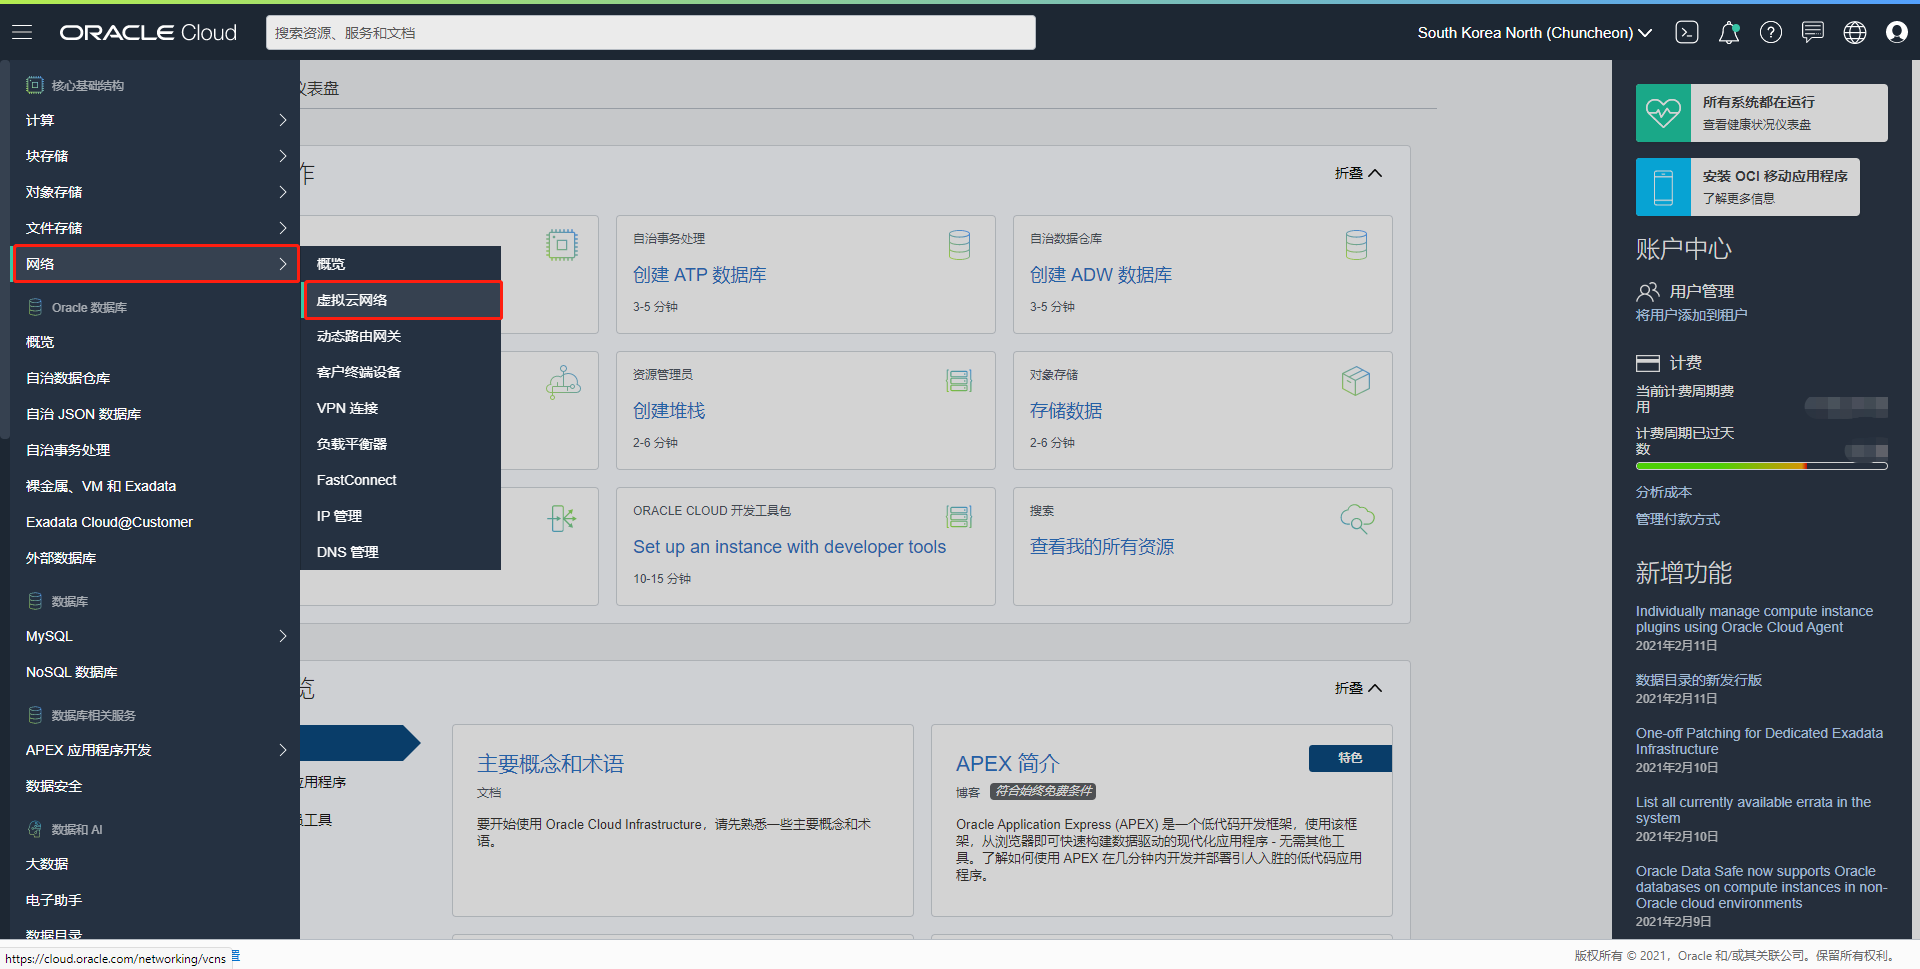 ORACLE Cloud
搜索资源、服务和文档
South Korea North (Chuncheon)
核心基础结构
计算
块存储
对象存储
文件存储
网络
Oracle 数据库
概览
自治数据仓库
自治 JSON 数据库
自治事务处理
裸金属、VM 和 Exadata
Exadata Cloud@Customer
外部数据库
数据库
MySQL
NoSQL 数据库
数据库相关服务
APEX 应用程序开发
数据安全
数据和 AI
大数据
电子助手
数据目录
概览
虚拟云网络
动态路由网关
客户终端设备
VPN 连接
负载平衡器
FastConnect
IP 管理
DNS 管理
仪表盘
作
折叠
自治事务处理
创建 ATP 数据库
3-5 分钟
自治数据仓库
创建 ADW 数据库
3-5 分钟
资源管理员
创建堆栈
2-6 分钟
对象存储
存储数据
2-6 分钟
ORACLE CLOUD 开发工具包
Set up an instance with developer tools
10-15 分钟
搜索
查看我的所有资源
览
折叠
应用程序
工具
主要概念和术语
文档
要开始使用 Oracle Cloud Infrastructure，请先熟悉一些主要概念和术
语。
APEX 简介
特色
博客 符合始终免费条件
Oracle Application Express (APEX) 是一个低代码开发框架，使用该框
架，从浏览器即可快速构建数据驱动的现代化应用程序 - 无需其他工
具。了解如何使用 APEX 在几分钟内开发并部署引人入胜的低代码应用
程序。
所有系统都在运行
查看健康状况仪表盘
安装 OCI 移动应用程序
了解更多信息
账户中心
用户管理
将用户添加到租户
计费
当前计费周期费
用
计费周期已过天
数
分析成本
管理付款方式
新增功能
Individually manage compute instance
plugins using Oracle Cloud Agent
2021年2月11日
数据目录的新发行版
2021年2月11日
One-off Patching for Dedicated Exadata
Infrastructure
2021年2月10日
List all currently available errata in the
system
2021年2月10日
Oracle Data Safe now supports Oracle
databases on compute instances in non-
Oracle cloud environments
2021年2月9日
https://cloud.oracle.com/networking/vcns
置
版权所有 © 2021，Oracle 和/或其关联公司。保留所有权利。